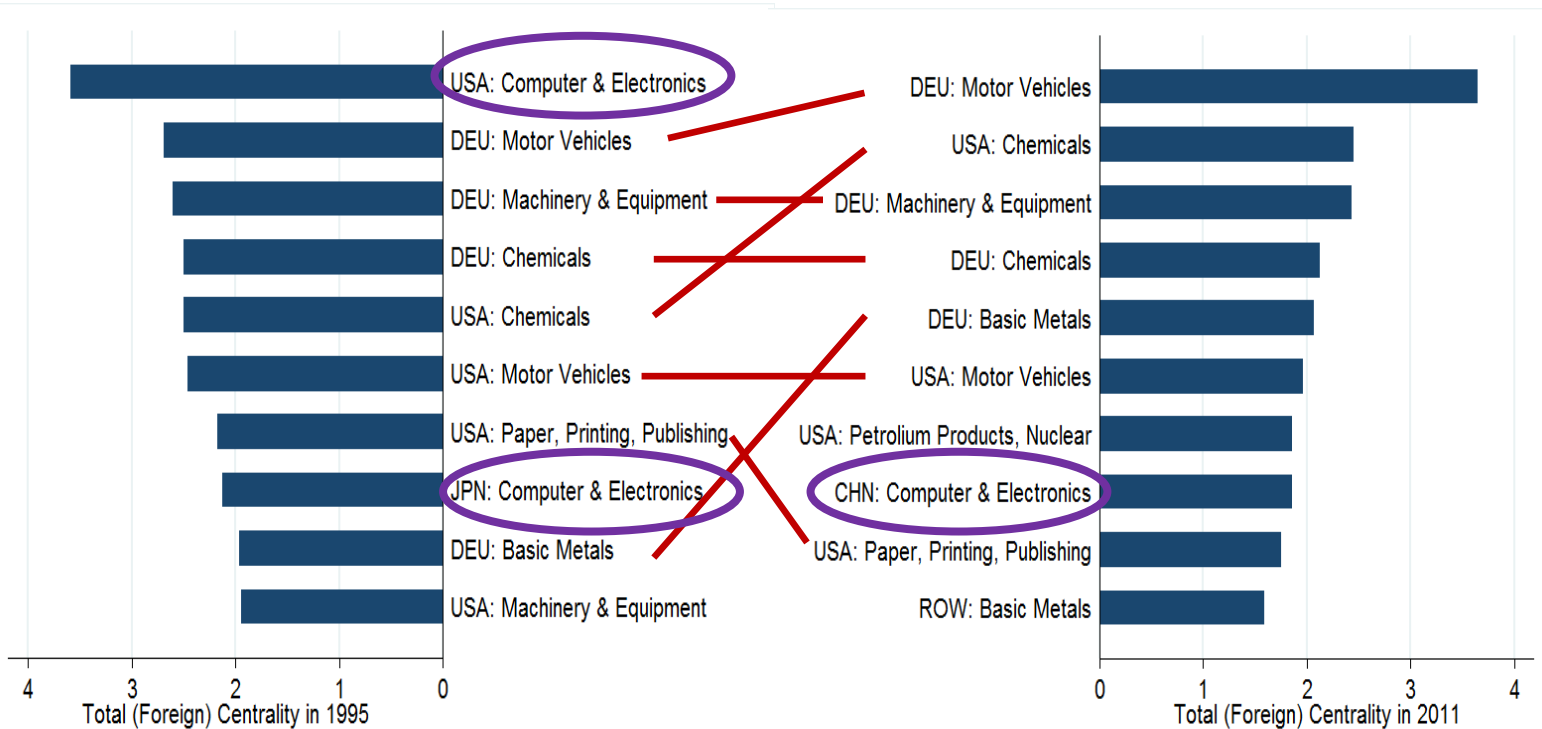 USA: Computer & Electronics
DEU: Motor Vehicles
DEU: Machinery & Equipment
DEU: Chemicals
USA: Chemicals
USA: Motor Vehicles
USA: Paper, Printing, Publishing
JPN: Computer & Electronics
DEU: Basic Metals
USA: Machinery & Equipment
4 3 2 1 0
Total (Foreign) Centrality in 1995
DEU: Motor Vehicles
USA: Chemicals
DEU: Machinery & Equipment
DEU: Chemicals
DEU: Basic Metals
USA: Motor Vehicles
USA: Petrolium Products, Nuclear
CHN: Computer & Electronics
USA: Paper, Printing, Publishing
ROW: Basic Metals
0 1 2 3 4
Total (Foreign) Centrality in 2011